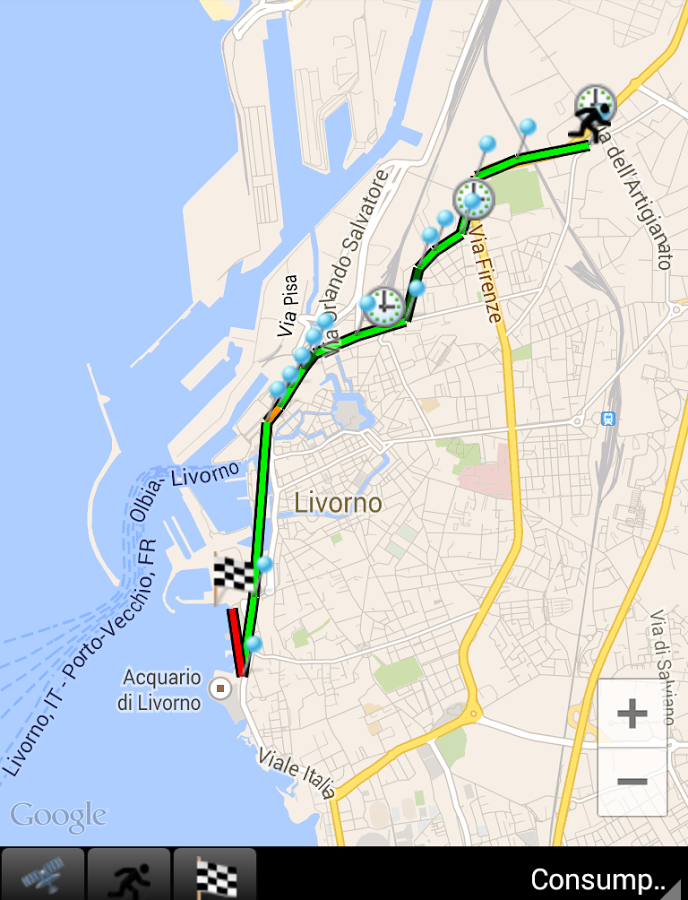 Via dell'Artigianato
Via Orlando Salvatore
Via Pisa
Via Firenze
Olbia- Livorno
Livorno
Livorno, IT - Porto-Vecchio, FR
Acquario
di Livorno
Via di Salviano
Viale Italia
+
−
Google
Consump..